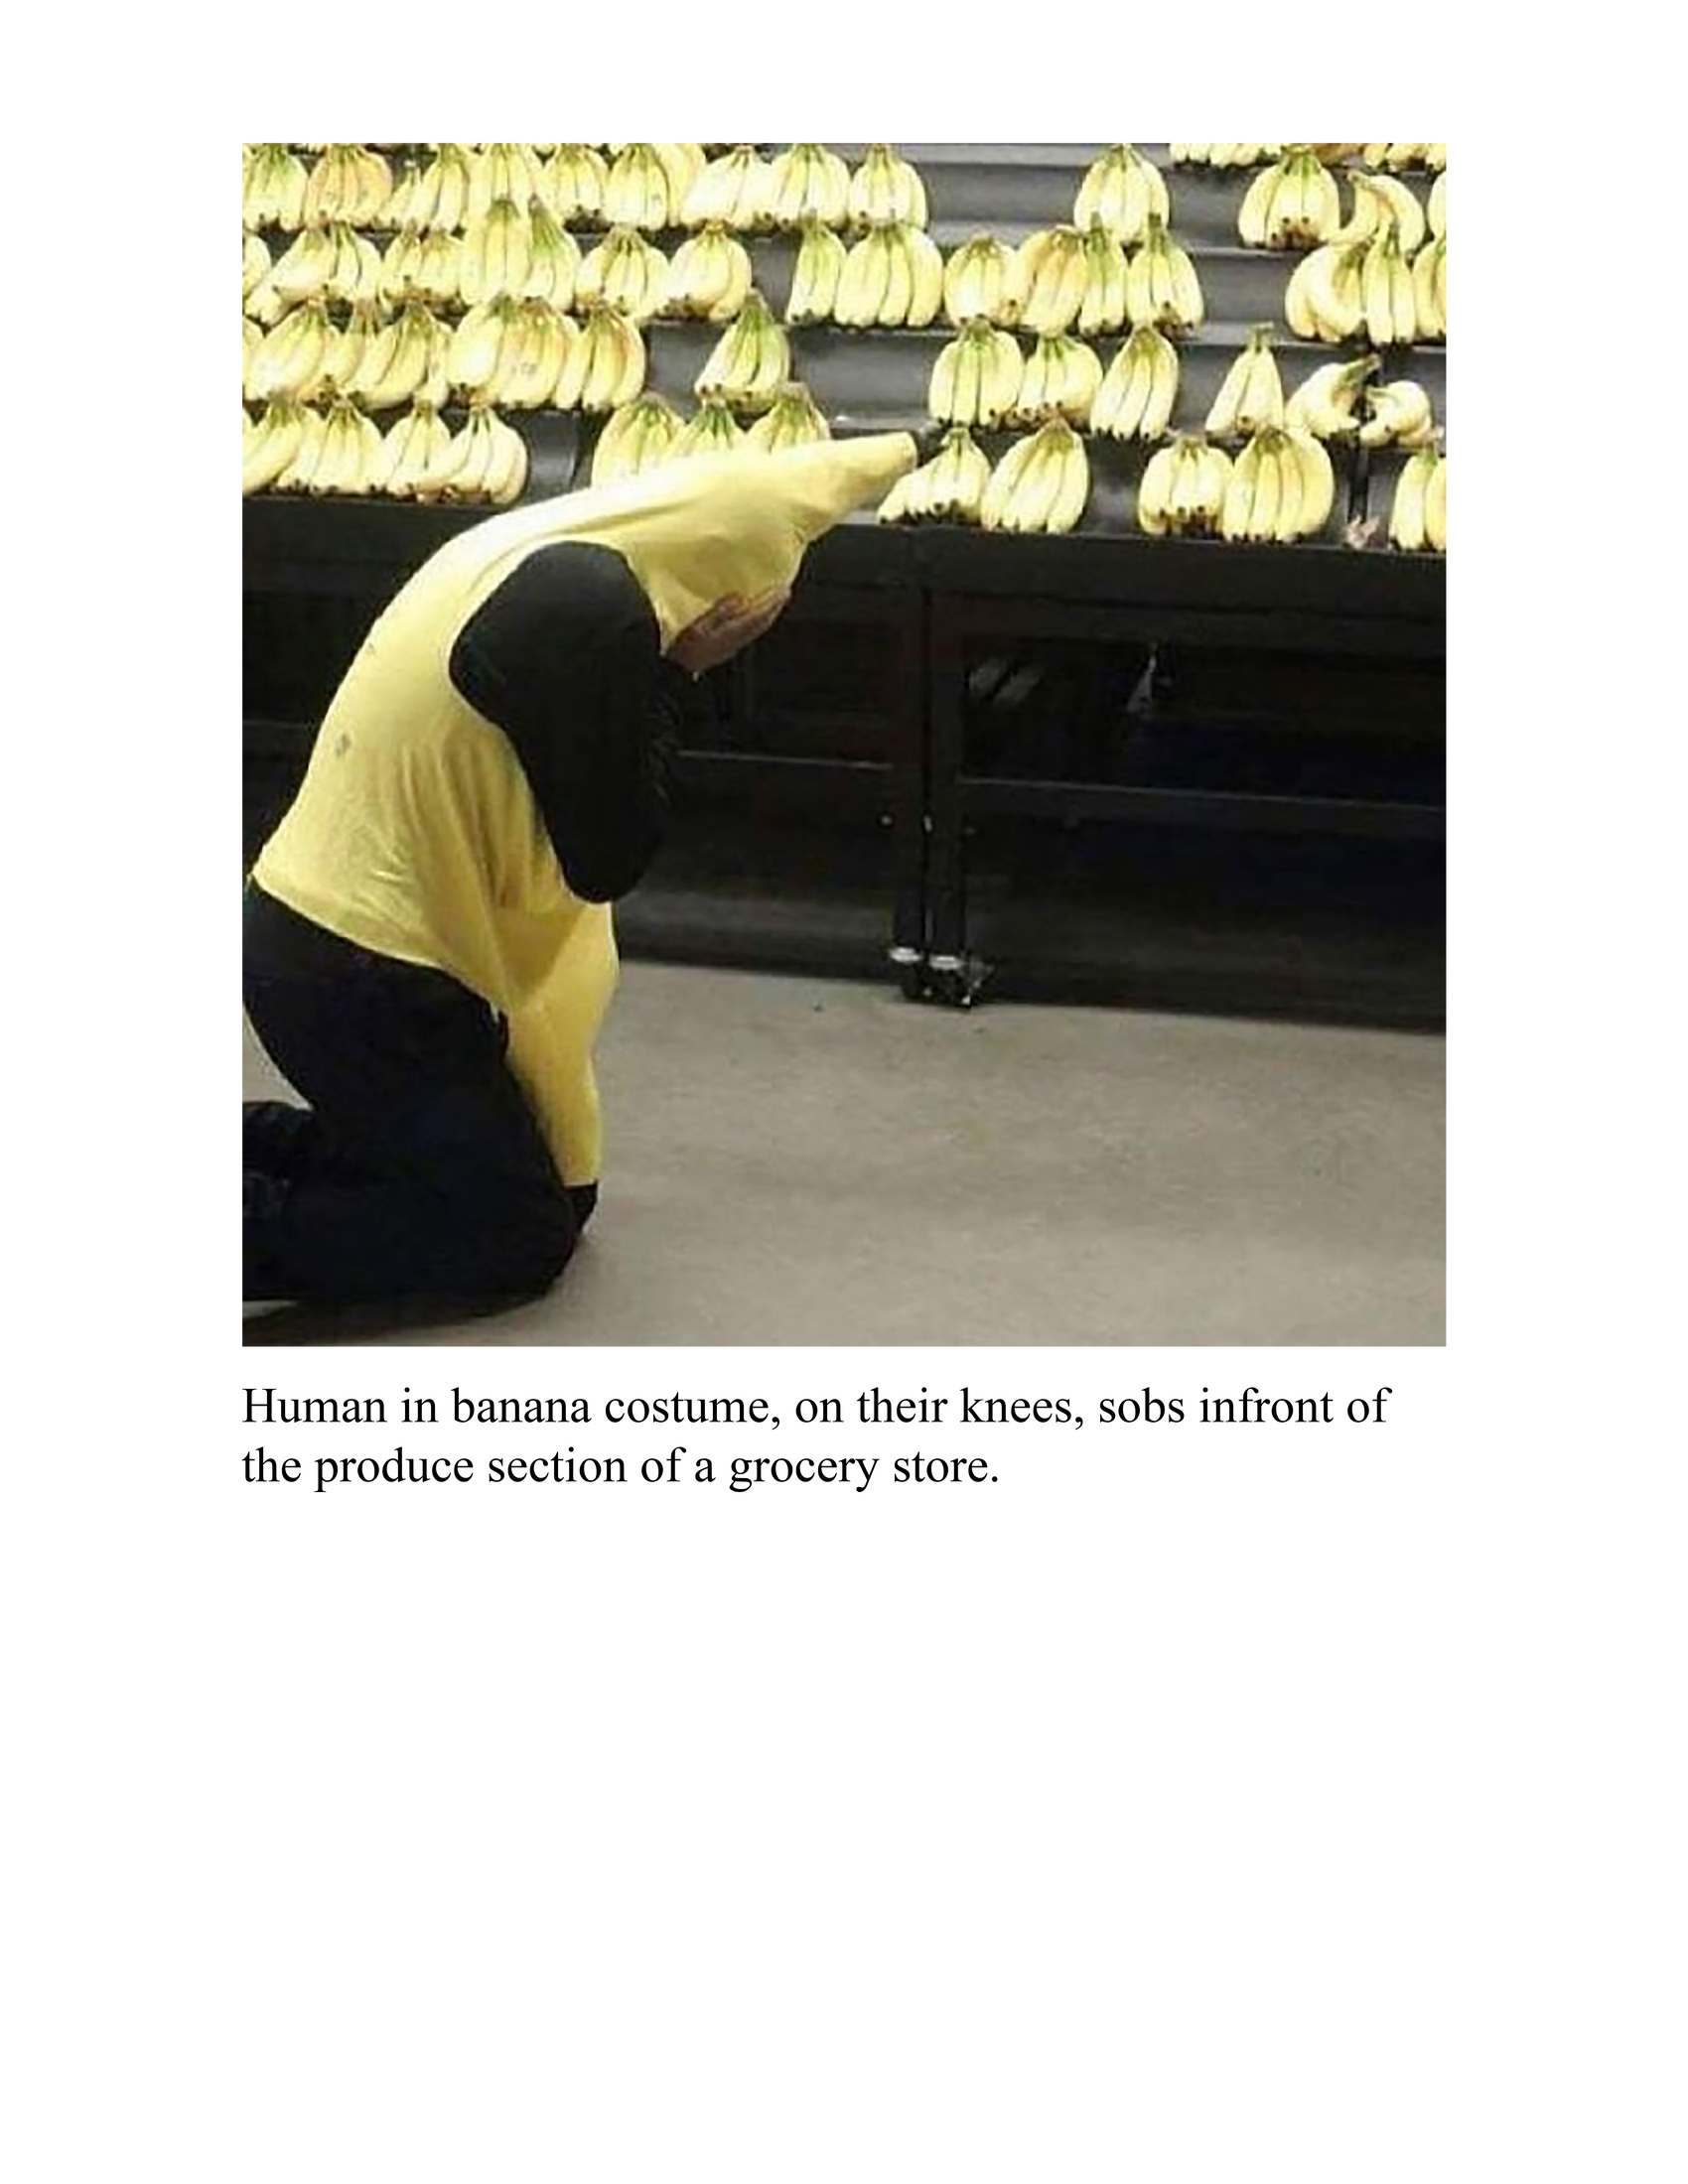 Human in banana costume, on their knees, sobs infront of
the produce section of a grocery store.